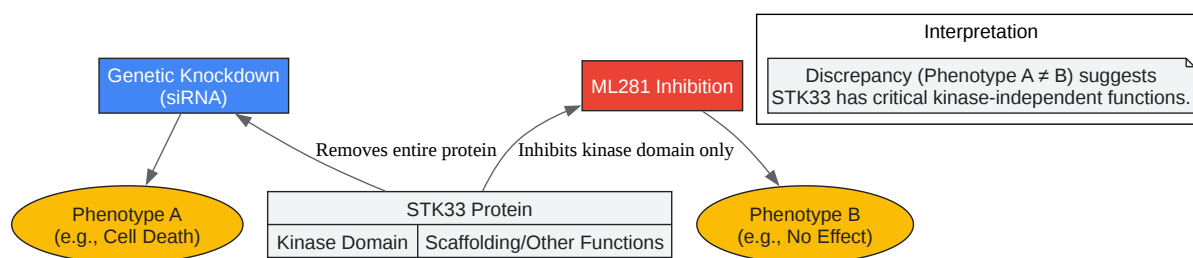 Interpretation
Genetic Knockdown
(siRNA)
ML281 Inhibition
Discrepancy (Phenotype A ≠ B) suggests
STK33 has critical kinase-independent functions.
Removes entire protein
Inhibits kinase domain only
Phenotype A
(e.g., Cell Death)
STK33 Protein
Kinase Domain
Scaffolding/Other Functions
Phenotype B
(e.g., No Effect)